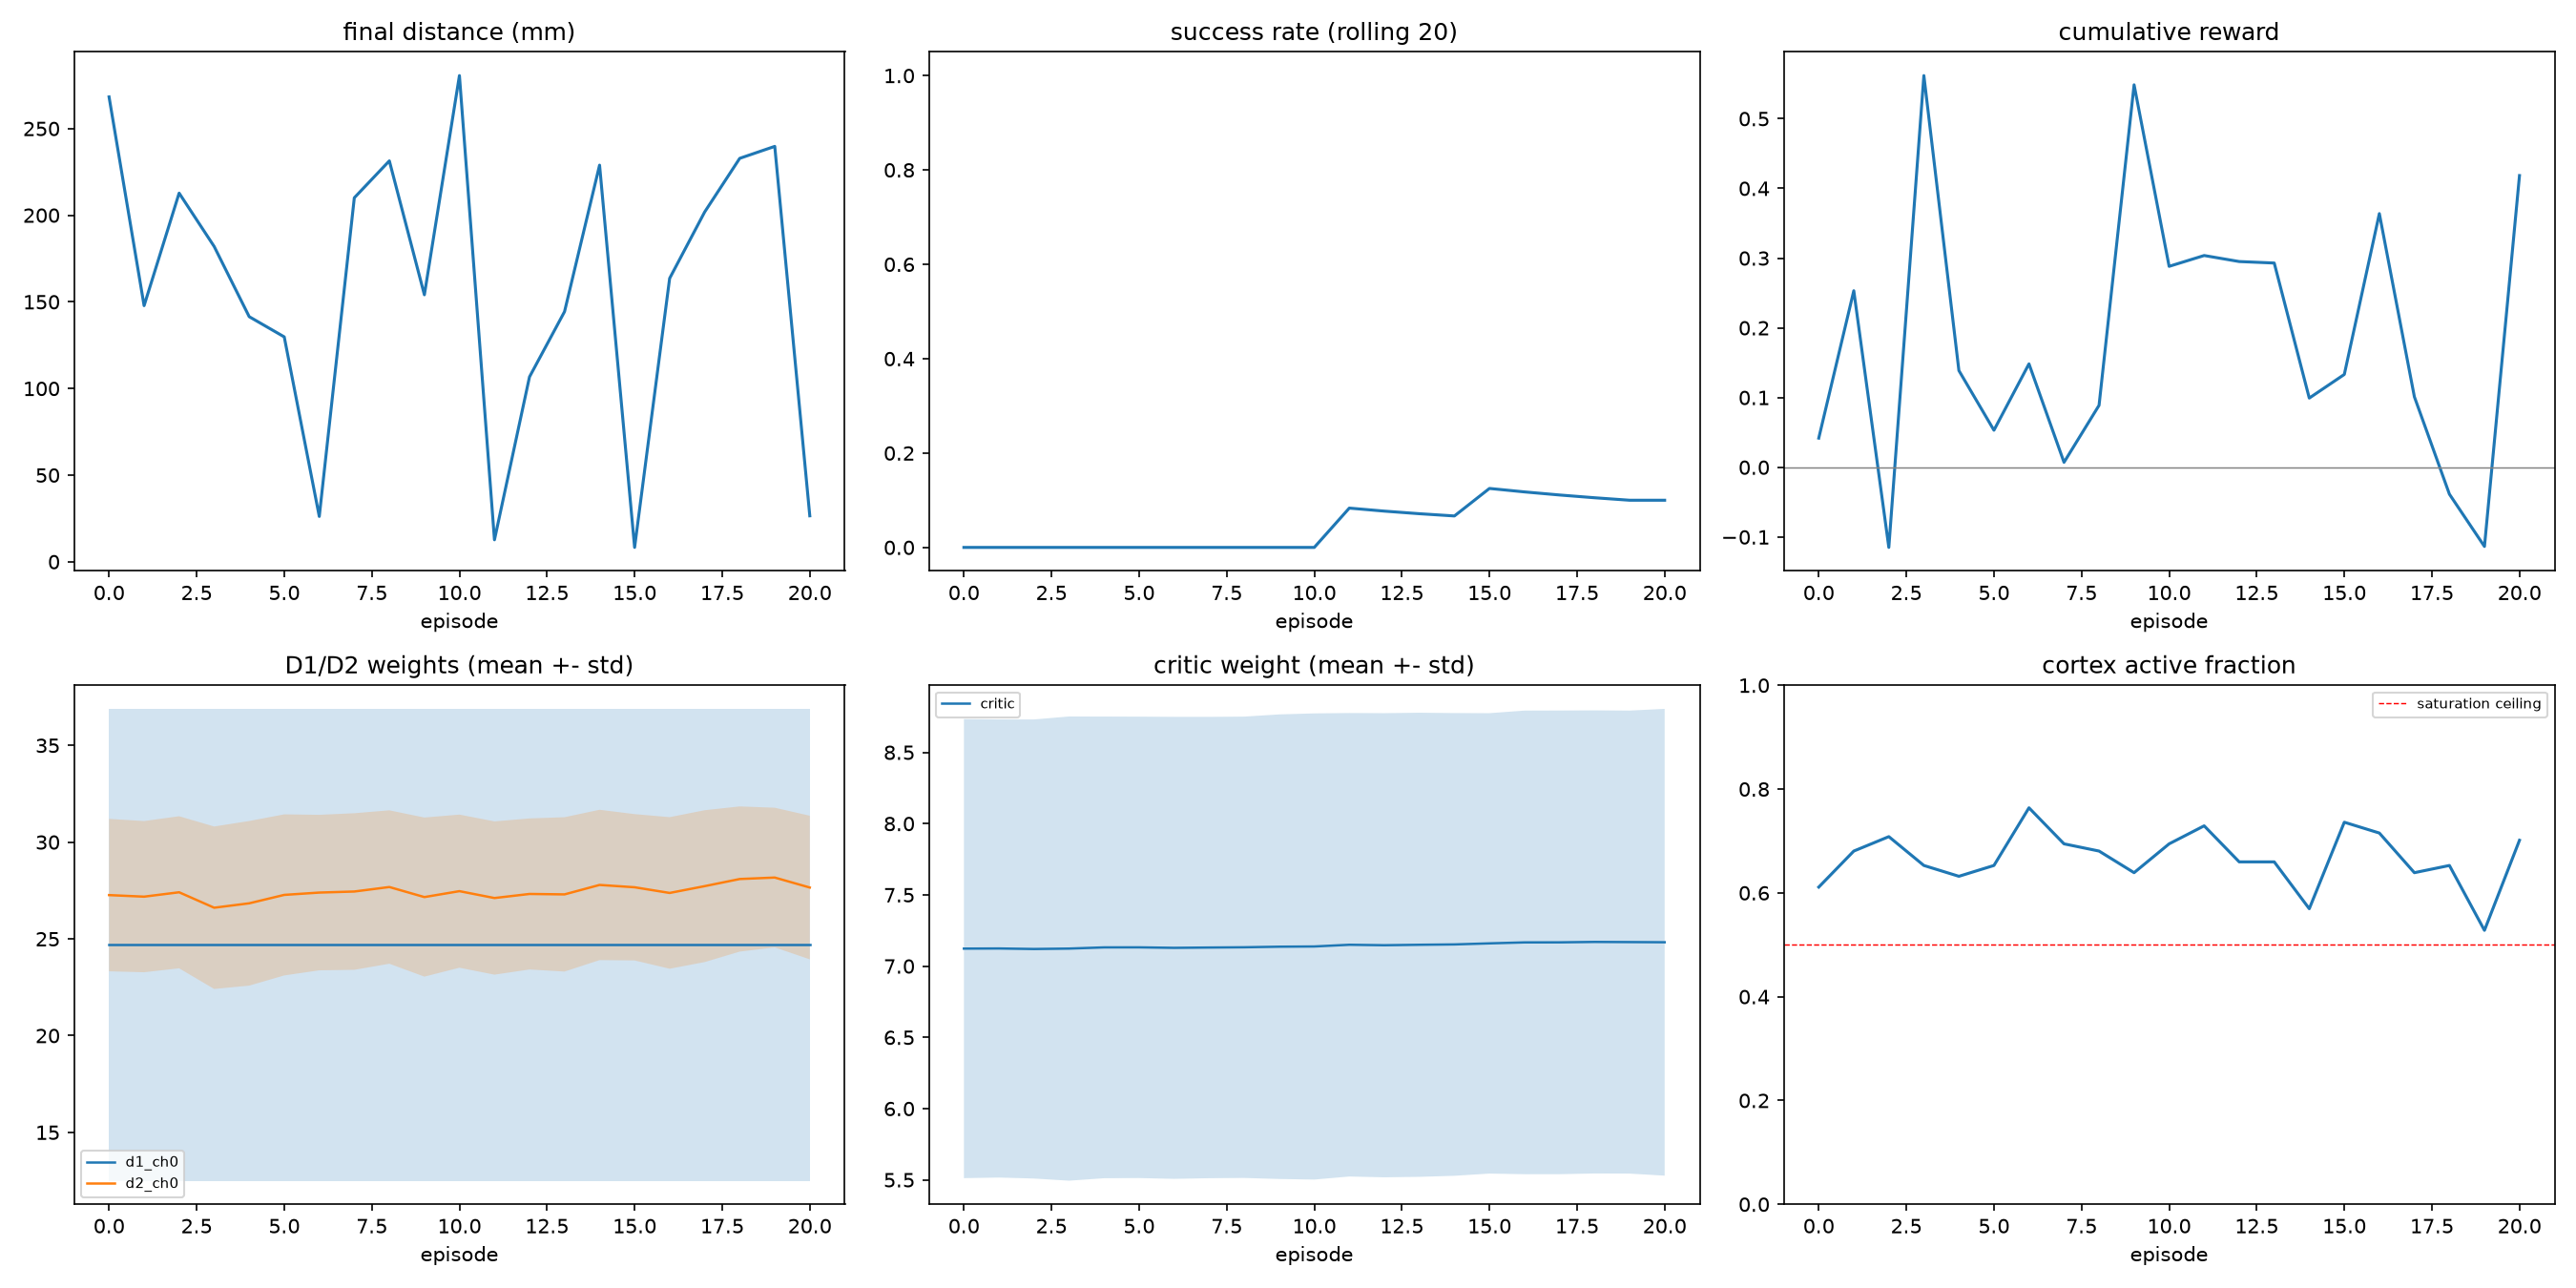 final distance (mm)
250
200
150
100
50
0
0.0 2.5 5.0 7.5 10.0 12.5 15.0 17.5 20.0
episode
success rate (rolling 20)
1.0
0.8
0.6
0.4
0.2
0.0
0.0 2.5 5.0 7.5 10.0 12.5 15.0 17.5 20.0
episode
cumulative reward
0.5
0.4
0.3
0.2
0.1
0.0
−0.1
0.0 2.5 5.0 7.5 10.0 12.5 15.0 17.5 20.0
episode
D1/D2 weights (mean +- std)
35
30
25
20
15
d1_ch0
d2_ch0
0.0 2.5 5.0 7.5 10.0 12.5 15.0 17.5 20.0
episode
critic weight (mean +- std)
critic
8.5
8.0
7.5
7.0
6.5
6.0
5.5
0.0 2.5 5.0 7.5 10.0 12.5 15.0 17.5 20.0
episode
cortex active fraction
1.0
saturation ceiling
0.8
0.6
0.4
0.2
0.0
0.0 2.5 5.0 7.5 10.0 12.5 15.0 17.5 20.0
episode